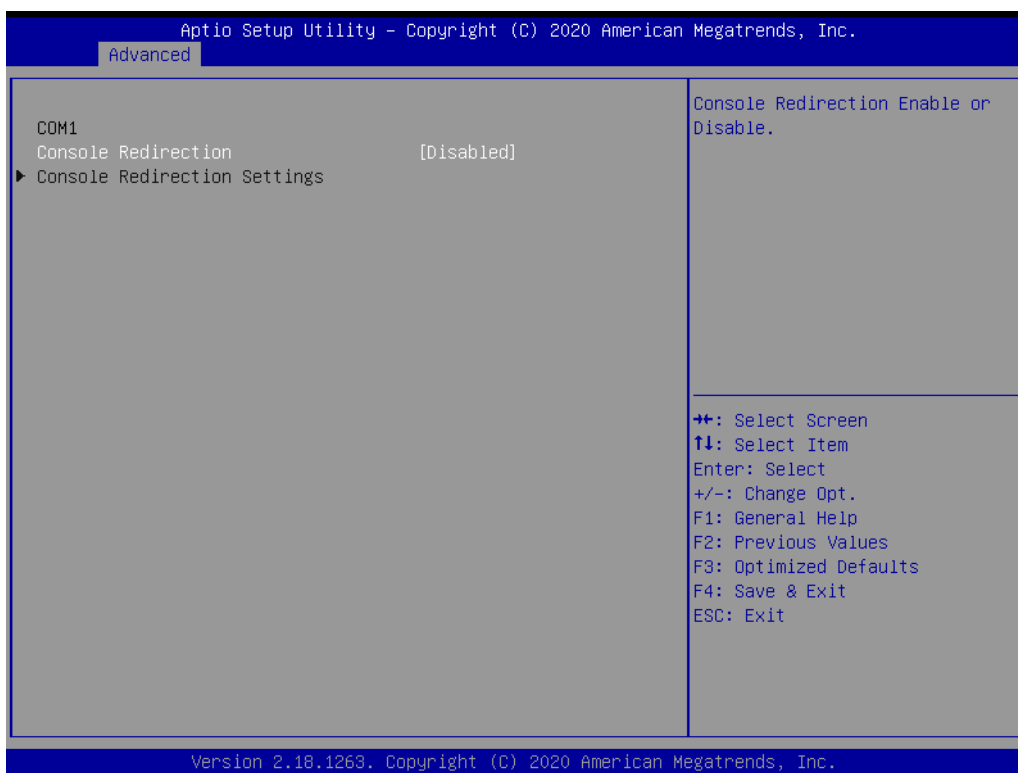 Aptio Setup Utility – Copyright (C) 2020 American Megatrends, Inc.
Advanced
COM1
Console Redirection [Disabled]
▶ Console Redirection Settings
Console Redirection Enable or
Disable.
→←: Select Screen
↑↓: Select Item
Enter: Select
+/-: Change Opt.
F1: General Help
F2: Previous Values
F3: Optimized Defaults
F4: Save & Exit
ESC: Exit
Version 2.18.1263. Copyright (C) 2020 American Megatrends, Inc.